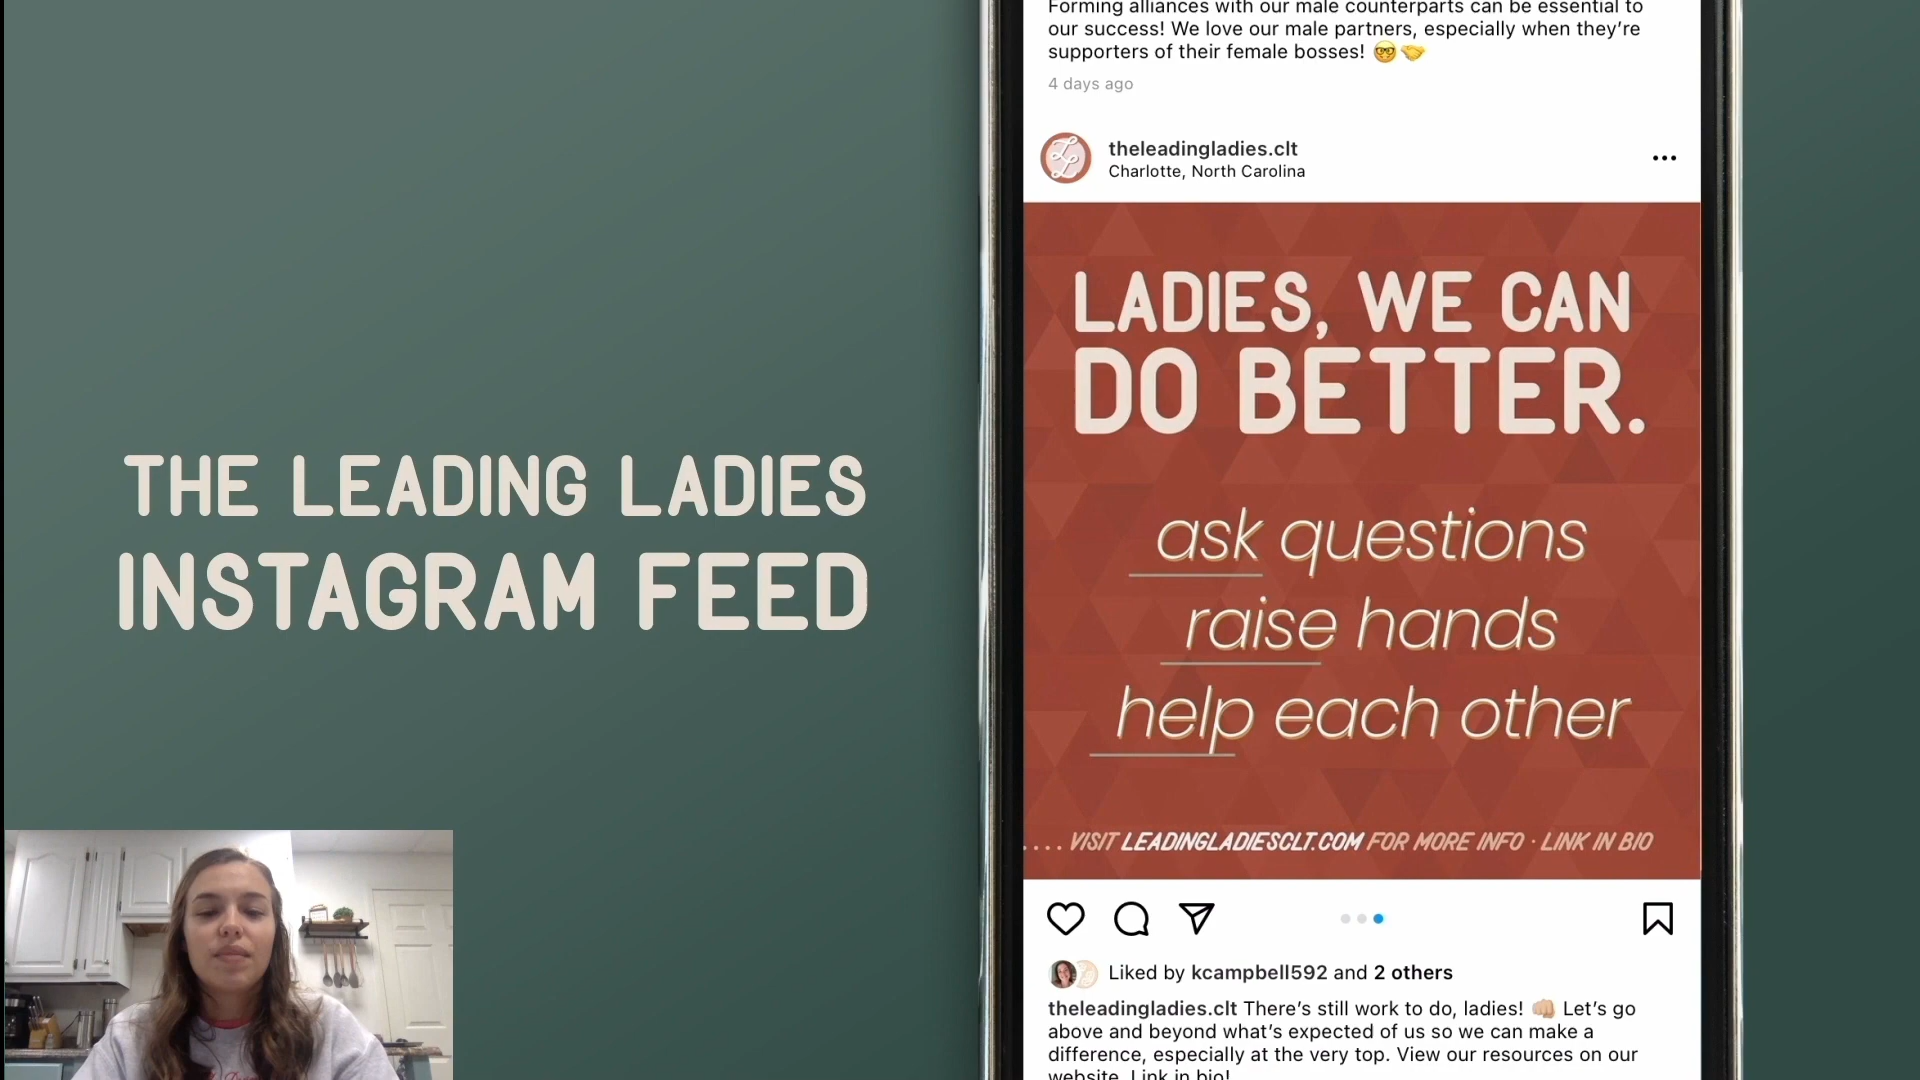 THE LEADING LADIES
INSTAGRAM FEED
Forming alliances with our male counterparts can be essential to
our success! We love our male partners, especially when they're
supporters of their female bosses! 🤓🤝
4 days ago
theleadingladies.clt
Charlotte, North Carolina
LADIES, WE CAN
DO BETTER.
ask questions
raise hands
help each other
.... VISIT LEADINGLADIESCLT.COM FOR MORE INFO · LINK IN BIO
Liked by kcampbell592 and 2 others
theleadingladies.clt There's still work to do, ladies! 👊🏼 Let's go
above and beyond what's expected of us so we can make a
difference, especially at the very top. View our resources on our
website. Link in bio!